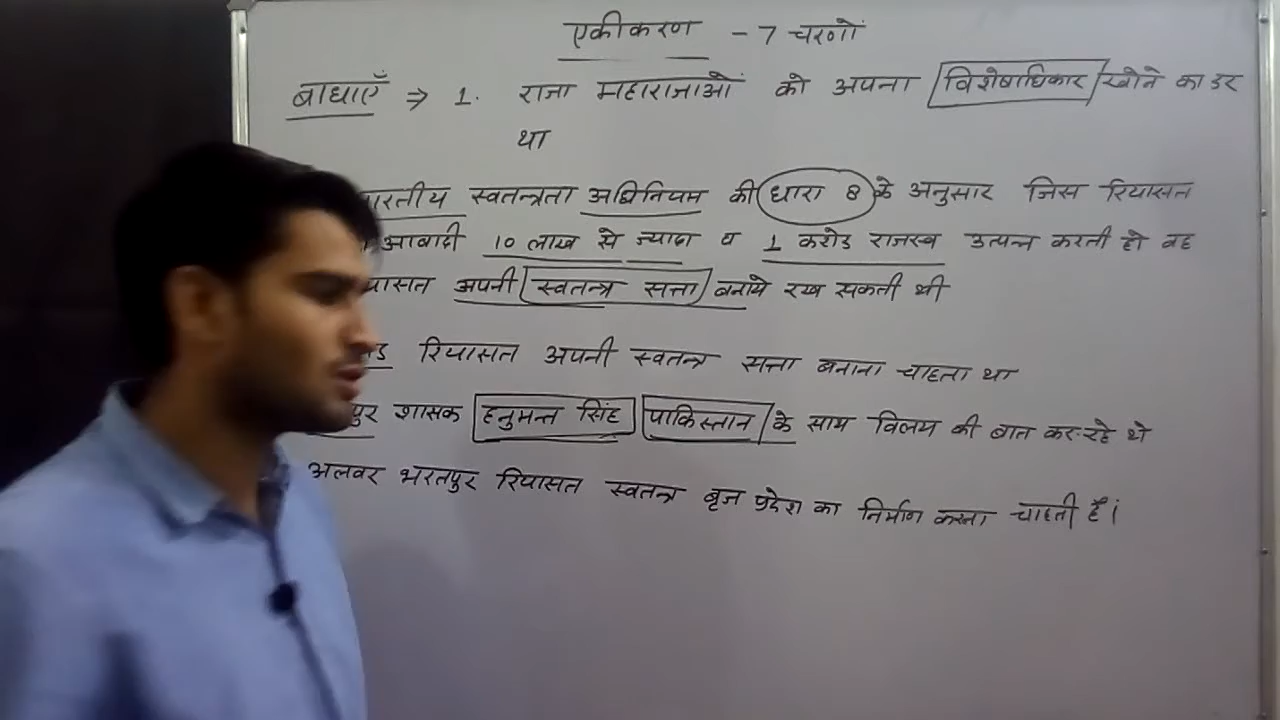 एकीकरण - 7 चरणों
बाधाएँ ⇒ 1. राजा महाराजाओं को अपना विशेषाधिकार खोने का डर
था
स्वतन्त्रता अधिनियम की धारा 8 के अनुसार जिस रियासत
आबादी 10 लाख से ज्यादा व 1 करोड राजस्व उत्पन्न करती हो वह
अपनी स्वतन्त्र सत्ता बनाये रख सकती थी
रियासत अपनी स्वतन्त्र सत्ता बनाना चाहता था
शासक हनुमन्त सिंह पाकिस्तान के साथ विलय की बात कर रहे थे
अलवर भरतपुर रियासत स्वतन्त्र बृज प्रदेश का निर्माण करना चाहती है।